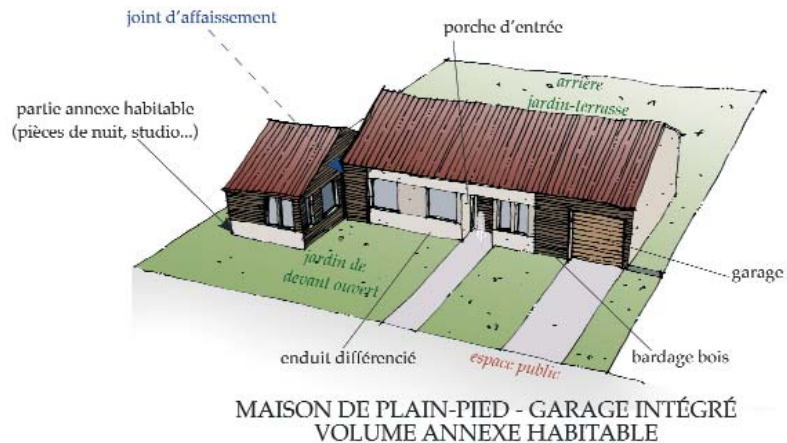 joint d'affaissement
porche d'entrée
arrière
jardin-terrasse
partie annexe habitable
(pièces de nuit, studio...)
jardin de
devant ouvert
garage
enduit différencié
espace public
bardage bois
MAISON DE PLAIN-PIED - GARAGE INTÉGRÉ
VOLUME ANNEXE HABITABLE